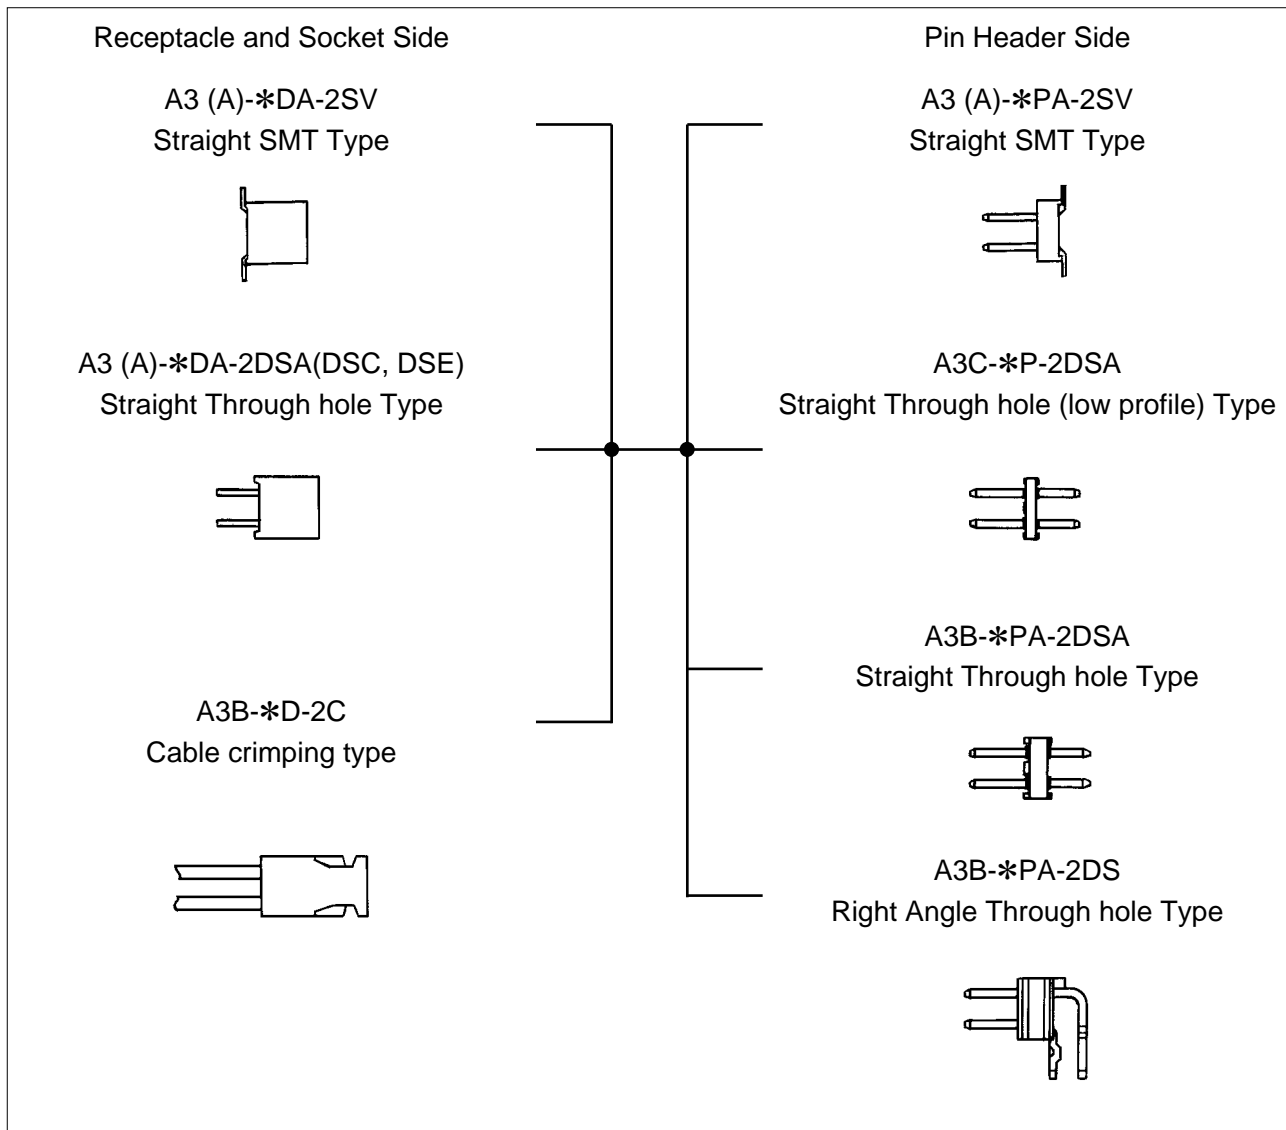 Receptacle and Socket Side
A3 (A)-✻DA-2SV
Straight SMT Type
A3 (A)-✻DA-2DSA(DSC, DSE)
Straight Through hole Type
A3B-✻D-2C
Cable crimping type
Pin Header Side
A3 (A)-✻PA-2SV
Straight SMT Type
A3C-✻P-2DSA
Straight Through hole (low profile) Type
A3B-✻PA-2DSA
Straight Through hole Type
A3B-✻PA-2DS
Right Angle Through hole Type